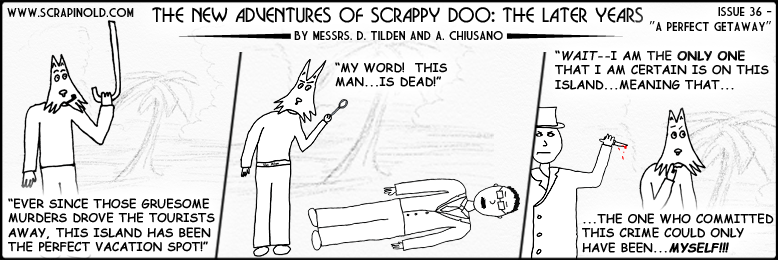 WWW.SCRAPINOLD.COM
THE NEW ADVENTURES OF SCRAPPY DOO: THE LATER YEARS
BY MESSRS. D. TILDEN AND A. CHIUSANO
ISSUE 36 -
"A PERFECT GETAWAY"
"EVER SINCE THOSE GRUESOME
MURDERS DROVE THE TOURISTS
AWAY, THIS ISLAND HAS BEEN
THE PERFECT VACATION SPOT!"
"MY WORD! THIS
MAN...IS DEAD!"
"WAIT--I AM THE ONLY ONE
THAT I AM CERTAIN IS ON THIS
ISLAND...MEANING THAT...
...THE ONE WHO COMMITTED
THIS CRIME COULD ONLY
HAVE BEEN...MYSELF!!!